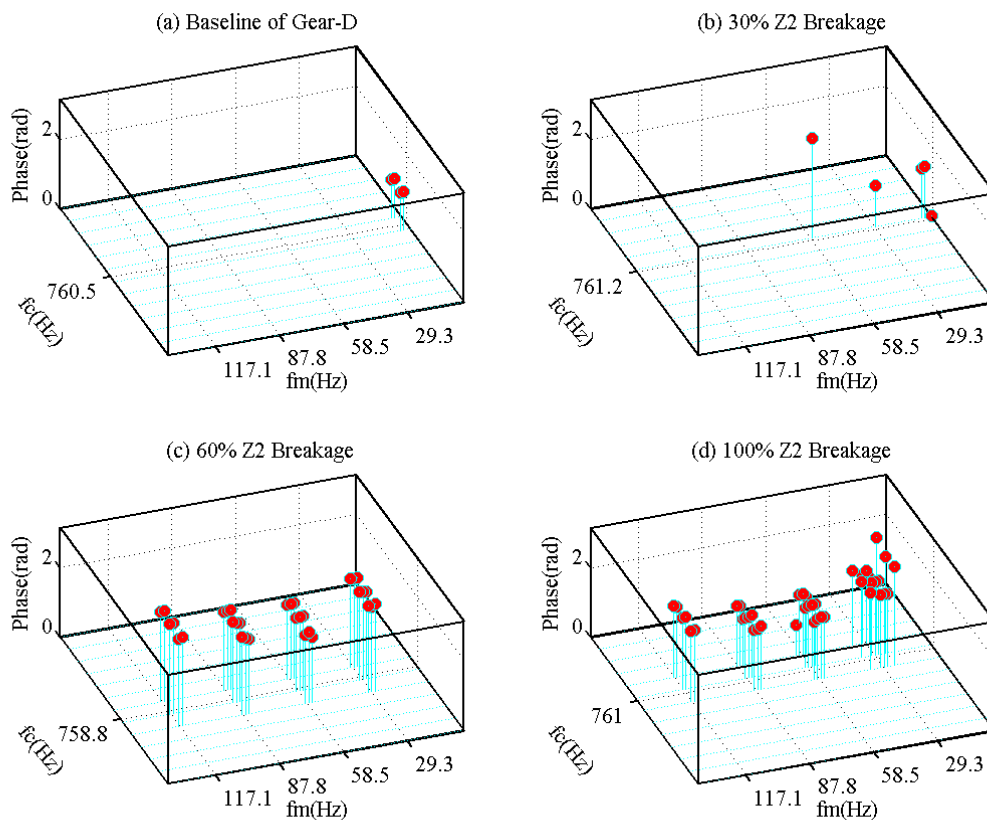 (a) Baseline of Gear-D
Phase(rad)
2
0
760.5
fc(Hz)
117.1
87.8
58.5
29.3
fm(Hz)
(b) 30% Z2 Breakage
Phase(rad)
2
0
761.2
fc(Hz)
117.1
87.8
58.5
29.3
fm(Hz)
(c) 60% Z2 Breakage
Phase(rad)
2
0
758.8
fc(Hz)
117.1
87.8
58.5
29.3
fm(Hz)
(d) 100% Z2 Breakage
Phase(rad)
2
0
761
fc(Hz)
117.1
87.8
58.5
29.3
fm(Hz)